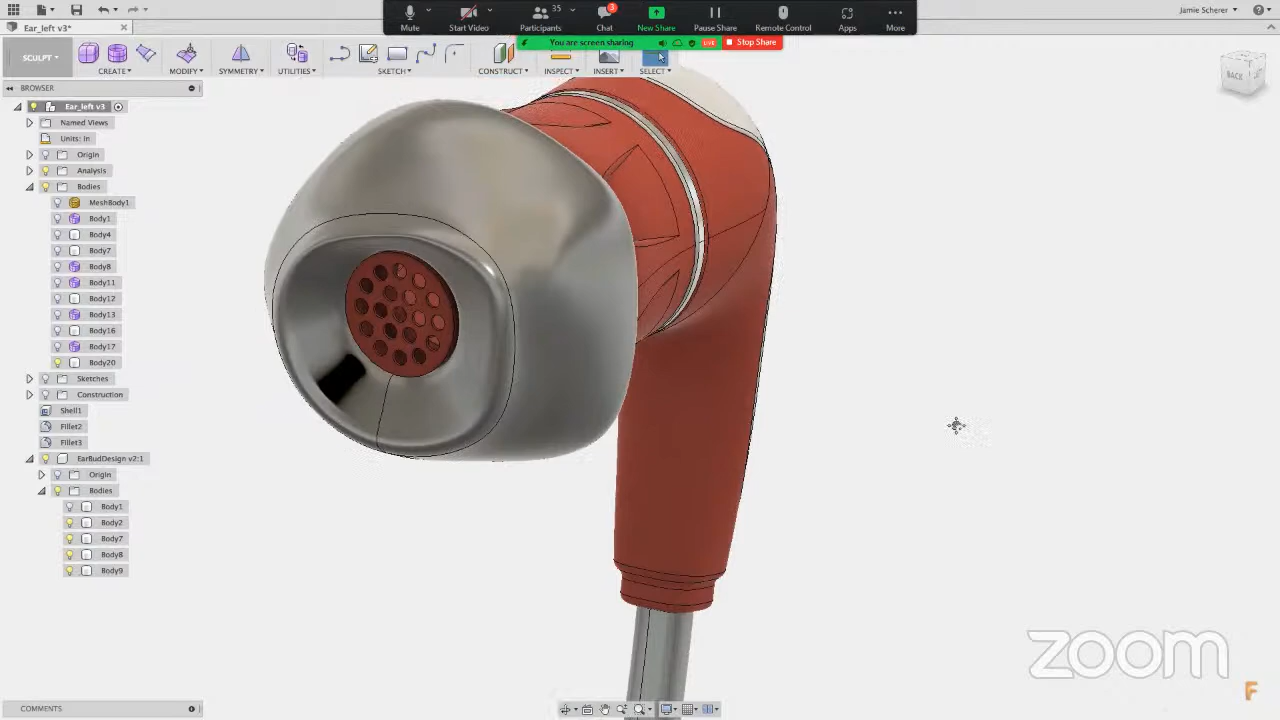 Mute
Start Video
Participants
35
Chat
3
New Share
Pause Share
Remote Control
Apps
More
Jamie Scherer
Ear_left v3*
You are screen sharing
LIVE
Stop Share
SCULPT
CREATE
MODIFY
SYMMETRY
UTILITIES
SKETCH
CONSTRUCT
INSPECT
INSERT
SELECT
BACK
BROWSER
Ear_left v3
Named Views
Units: in
Origin
Analysis
Bodies
MeshBody1
Body1
Body4
Body7
Body8
Body11
Body12
Body13
Body16
Body17
Body20
Sketches
Construction
Shell1
Fillet2
Fillet3
EarBudDesign v2:1
Origin
Bodies
Body1
Body2
Body7
Body8
Body9
zoom
F
COMMENTS